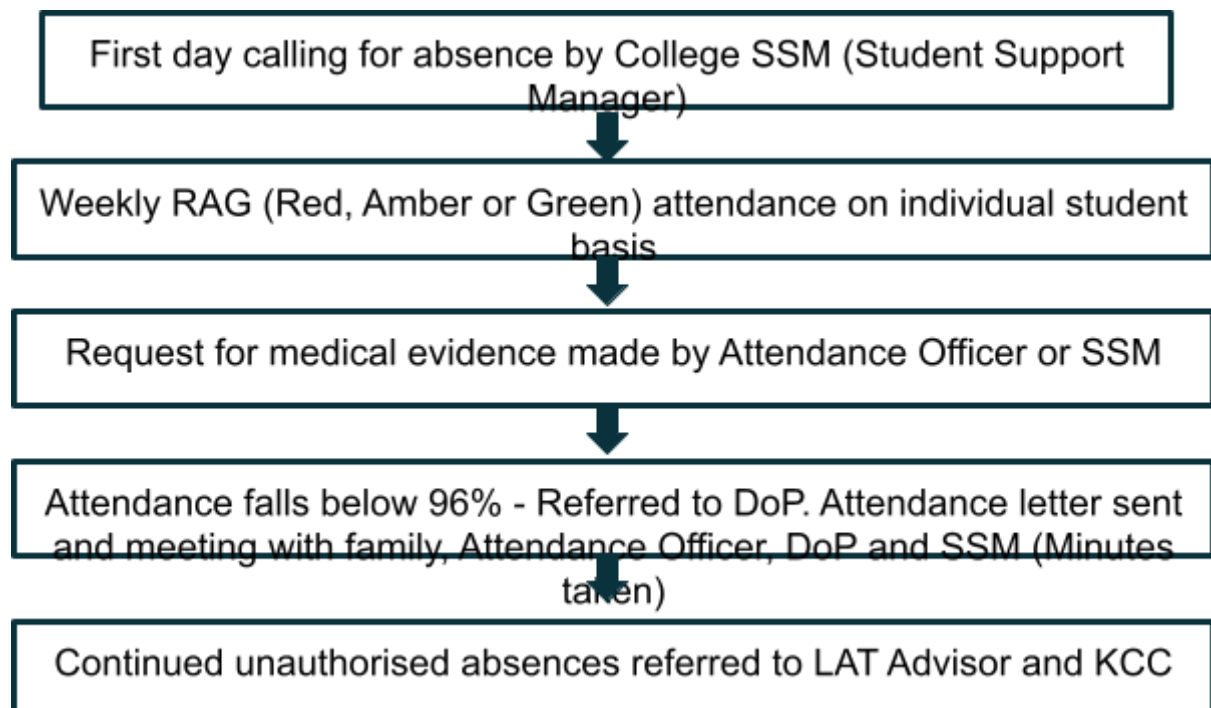 First day calling for absence by College SSM (Student Support
Manager)
Weekly RAG (Red, Amber or Green) attendance on individual student
basis
Request for medical evidence made by Attendance Officer or SSM
Attendance falls below 96% - Referred to DoP. Attendance letter sent
and meeting with family, Attendance Officer, DoP and SSM (Minutes
taken)
Continued unauthorised absences referred to LAT Advisor and KCC